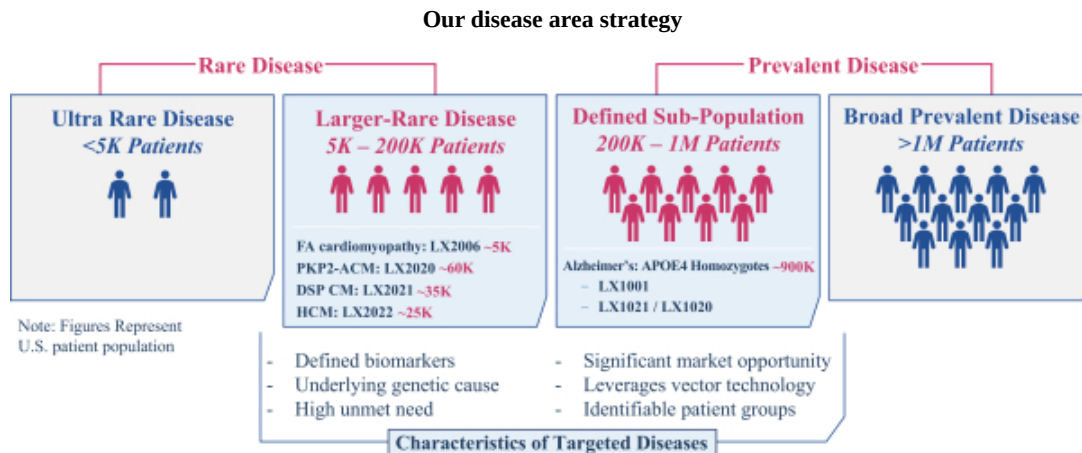 Our disease area strategy
Rare Disease
Prevalent Disease
Ultra Rare Disease
<5K Patients
Larger-Rare Disease
5K – 200K Patients
FA cardiomyopathy: LX2006 ~5K
PKP2-ACM: LX2020 ~60K
DSP CM: LX2021 ~35K
HCM: LX2022 ~25K
Defined Sub-Population
200K – 1M Patients
Alzheimer's: APOE4 Homozygotes ~900K
– LX1001
– LX1021 / LX1020
Broad Prevalent Disease
>1M Patients
Note: Figures Represent
U.S. patient population
- Defined biomarkers
- Underlying genetic cause
- High unmet need
- Significant market opportunity
- Leverages vector technology
- Identifiable patient groups
Characteristics of Targeted Diseases